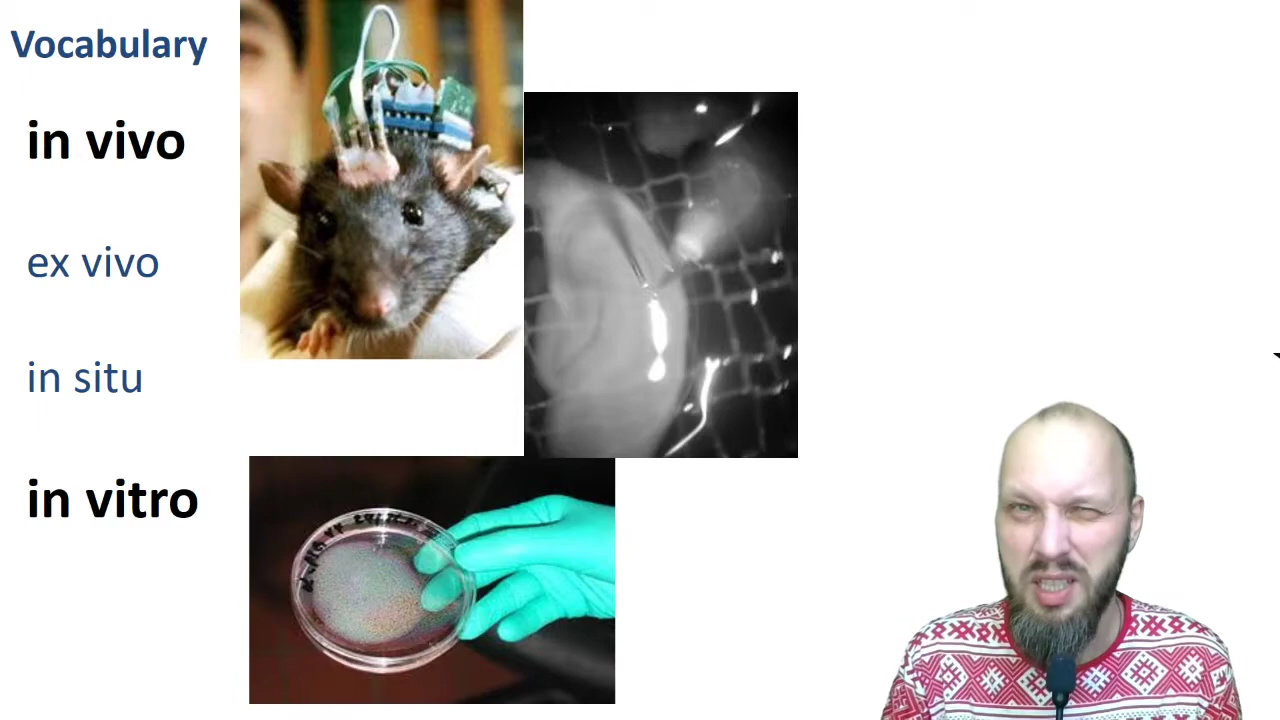 Vocabulary
in vivo
ex vivo
in situ
in vitro